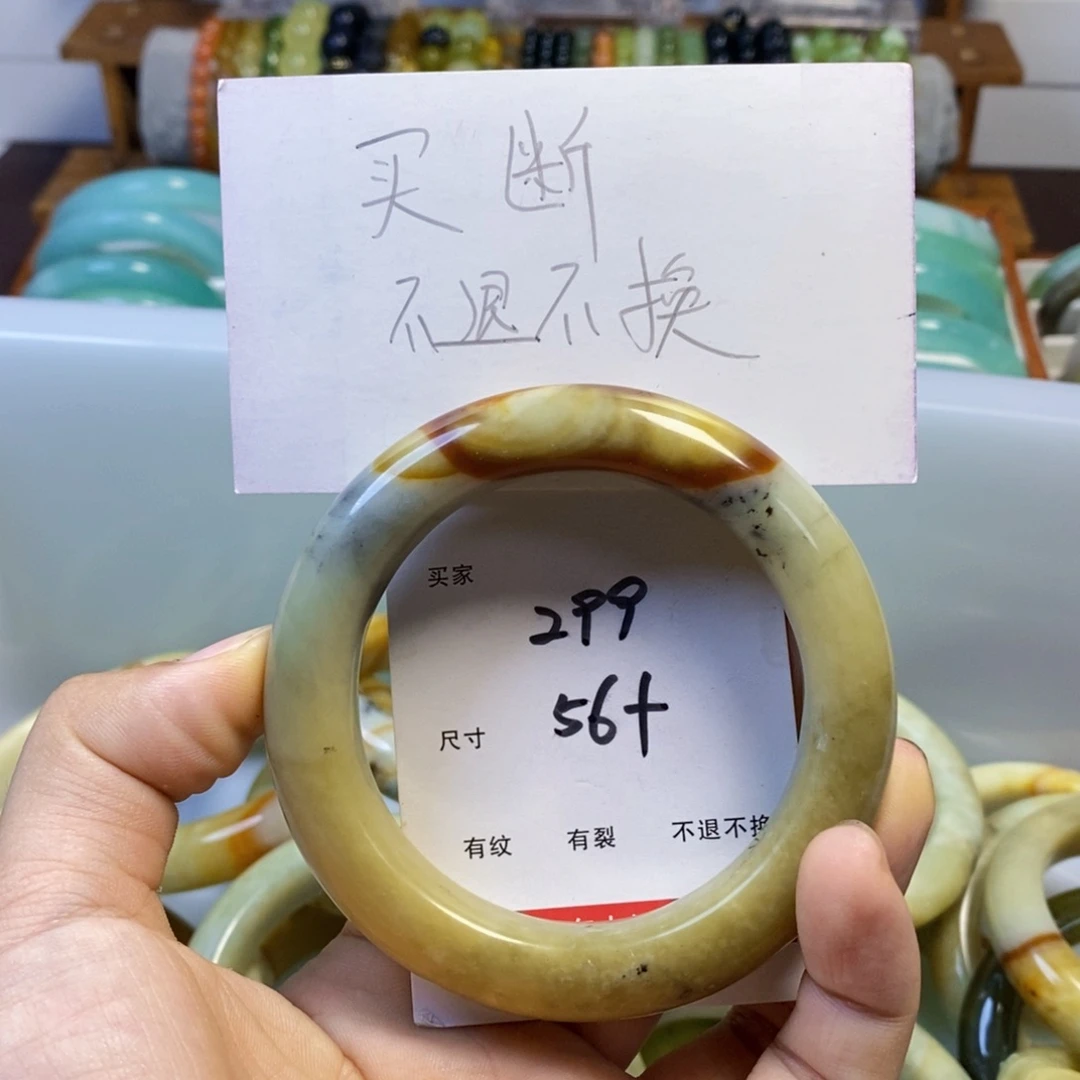 买断
不退不换
买家
299
尺寸
56+
有纹 有裂 不退不换